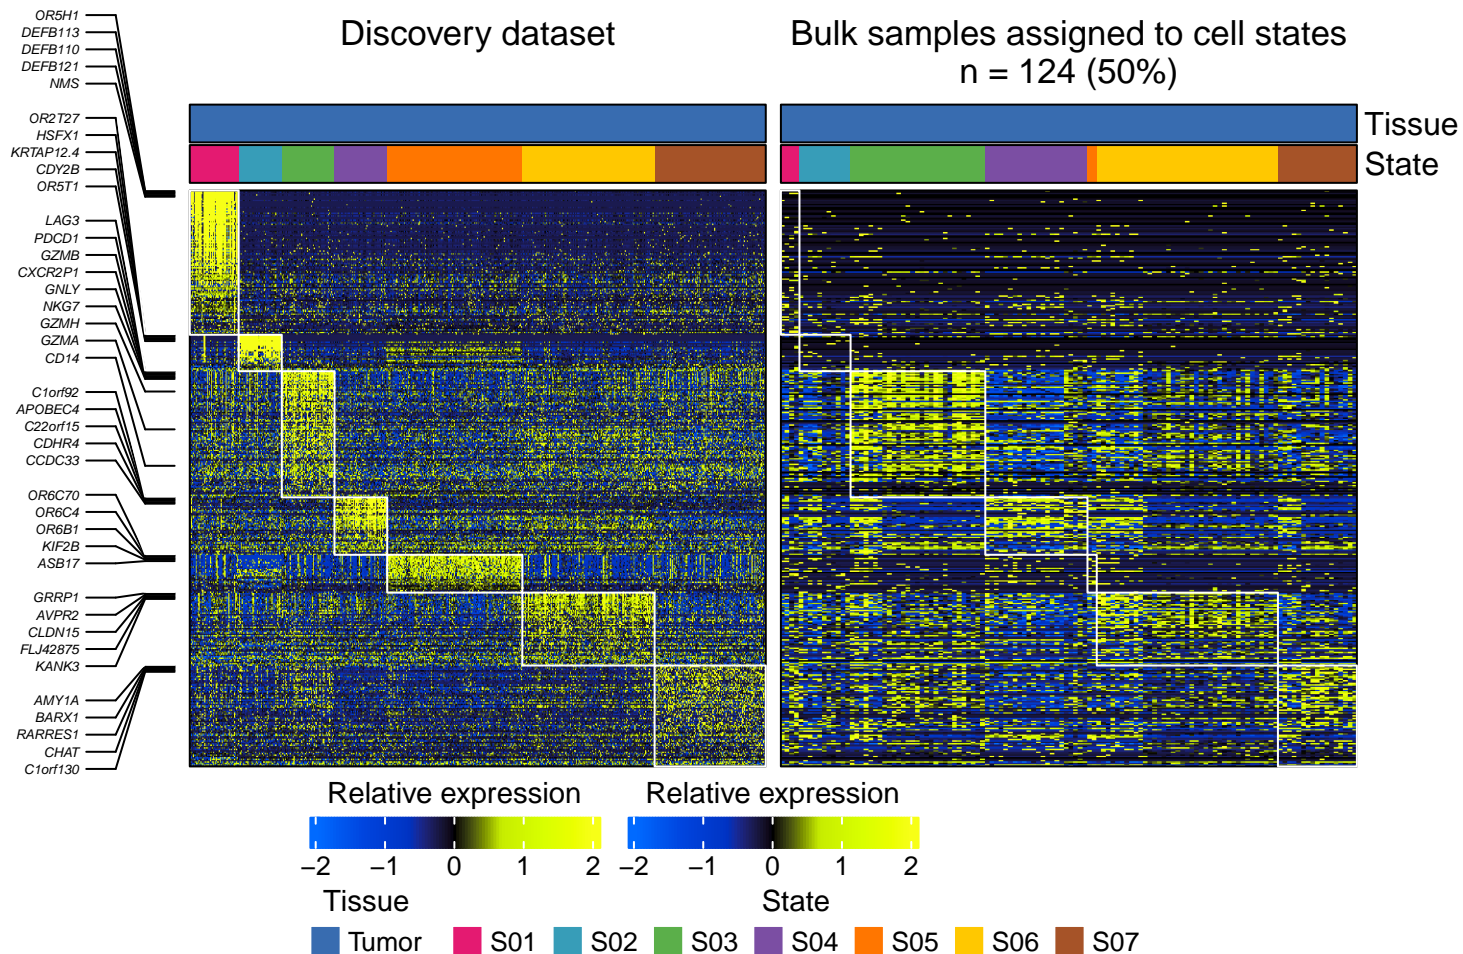 Discovery dataset
Bulk samples assigned to cell states
n = 124 (50%)
Tissue
State
OR5H1
DEFB113
DEFB110
DEFB121
NMS
OR2T27
HSFX1
KRTAP12.4
CDY2B
OR5T1
LAG3
PDCD1
GZMB
CXCR2P1
GNLY
NKG7
GZMH
GZMA
CD14
C1orf92
APOBEC4
C22orf15
CDHR4
CCDC33
OR6C70
OR6C4
OR6B1
KIF2B
ASB17
GRRP1
AVPR2
CLDN15
FLJ42875
KANK3
AMY1A
BARX1
RARRES1
CHAT
C1orf130
Relative expression
−2 −1 0 1 2
Relative expression
−2 −1 0 1 2
Tissue
Tumor
State
S01 S02 S03 S04 S05 S06 S07